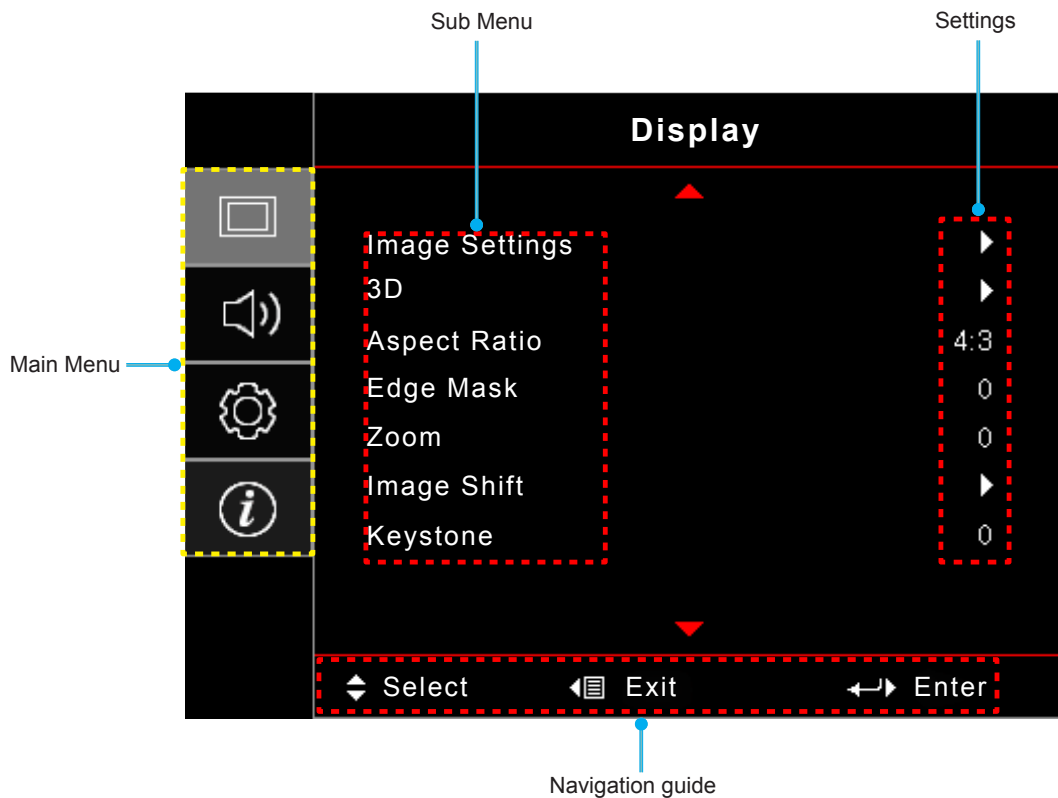 Sub Menu
Settings
Display
Image Settings
3D
Aspect Ratio 4:3
Main Menu
Edge Mask 0
Zoom 0
Image Shift
Keystone 0
Select Exit Enter
Navigation guide